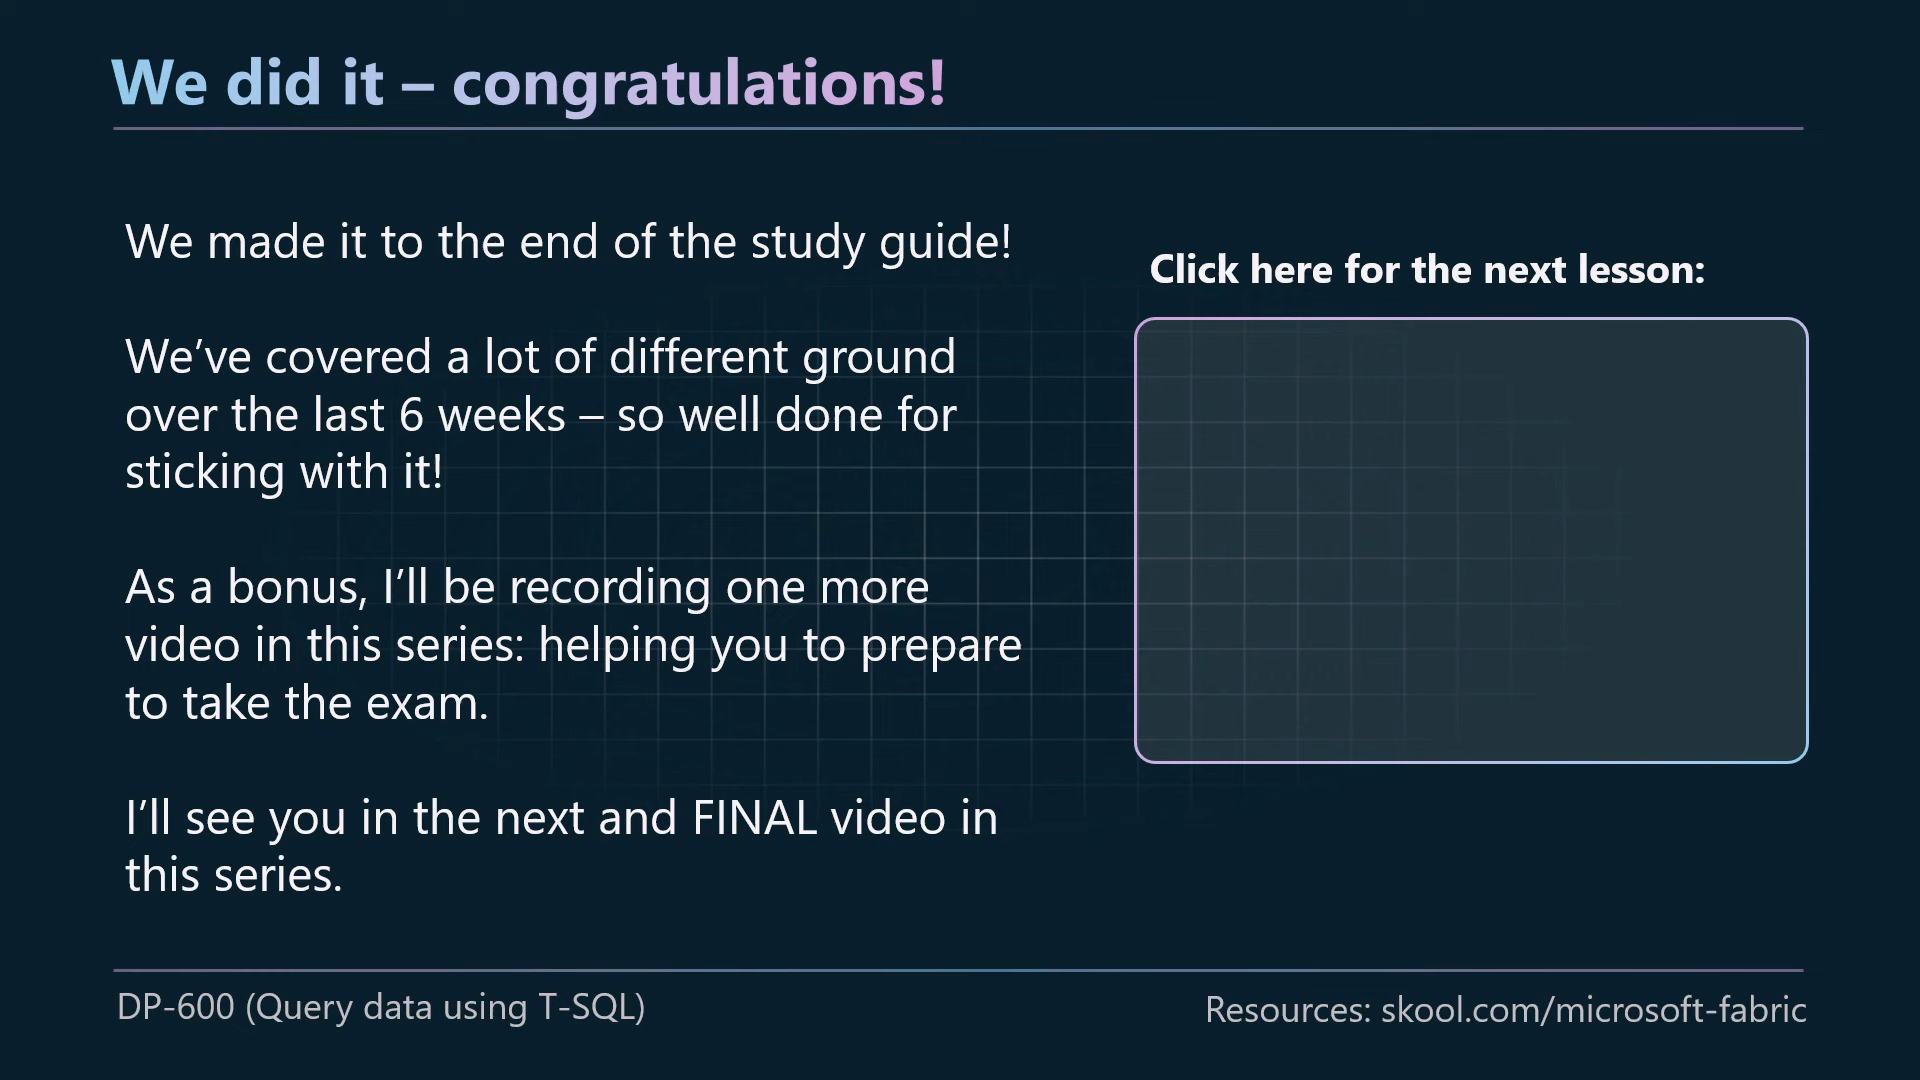 We did it – congratulations!
We made it to the end of the study guide!
We’ve covered a lot of different ground
over the last 6 weeks – so well done for
sticking with it!
As a bonus, I’ll be recording one more
video in this series: helping you to prepare
to take the exam.
I’ll see you in the next and FINAL video in
this series.
Click here for the next lesson:
DP-600 (Query data using T-SQL)
Resources: skool.com/microsoft-fabric